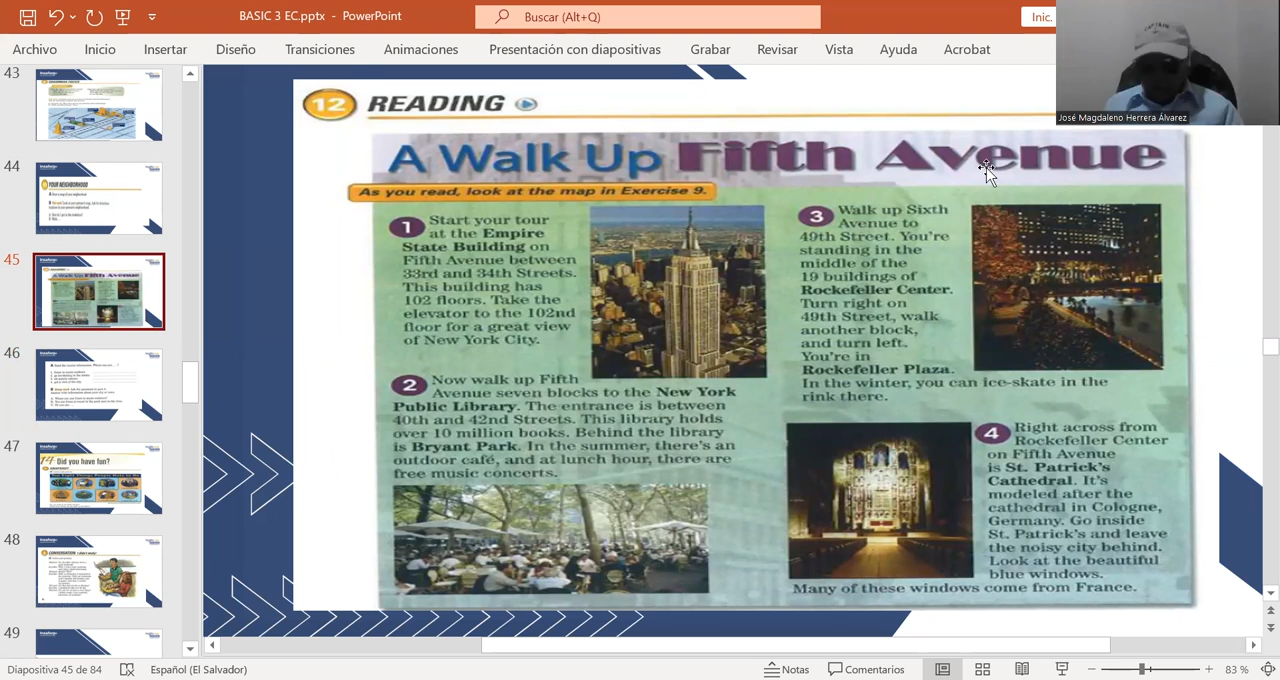 BASIC 3 EC.pptx - PowerPoint
Buscar (Alt+Q)
Inic.
Archivo
Inicio
Insertar
Diseño
Transiciones
Animaciones
Presentación con diapositivas
Grabar
Revisar
Vista
Ayuda
Acrobat
José Magdaleno Herrera Álvarez
43
44
YOUR NEIGHBORHOOD
45
46
47
14 Did you have fun?
48
49
12 READING
A Walk Up Fifth Avenue
As you read, look at the map in Exercise 9.
1 Start your tour
at the Empire
State Building on
Fifth Avenue between
33rd and 34th Streets.
This building has
102 floors. Take the
elevator to the 102nd
floor for a great view
of New York City.
2 Now walk up Fifth
Avenue seven blocks to the New York
Public Library. The entrance is between
40th and 42nd Streets. This library holds
over 10 million books. Behind the library
is Bryant Park. In the summer, there's an
outdoor café, and at lunch hour, there are
free music concerts.
3 Walk up Sixth
Avenue to
49th Street. You're
standing in the
middle of the
19 buildings of
Rockefeller Center.
Turn right on
49th Street, walk
another block,
and turn left.
You're in
Rockefeller Plaza.
In the winter, you can ice-skate in the
rink there.
4 Right across from
Rockefeller Center
on Fifth Avenue
is St. Patrick's
Cathedral. It's
modeled after the
cathedral in Cologne,
Germany. Go inside
St. Patrick's and leave
the noisy city behind.
Look at the beautiful
blue windows.
Many of these windows come from France.
Diapositiva 45 de 84
Español (El Salvador)
Notas
Comentarios
83 %